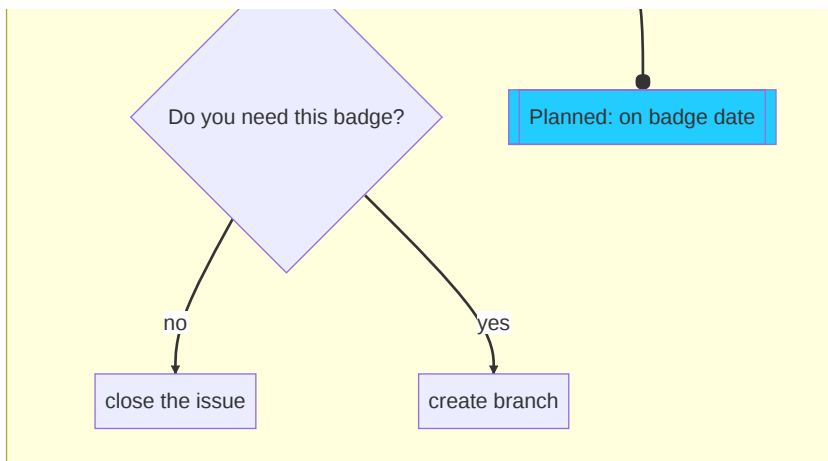 Do you need this badge?
Planned: on badge date
no
yes
close the issue
create branch